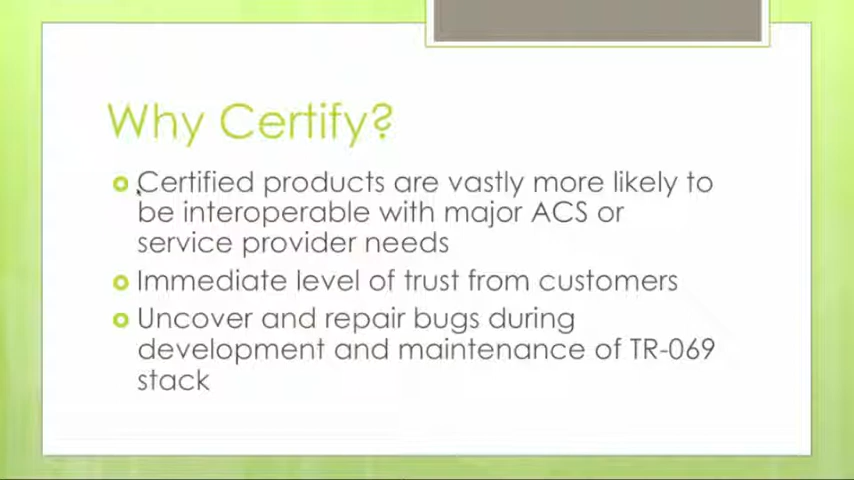 Why Certify?
Certified products are vastly more likely to
be interoperable with major ACS or
service provider needs
Immediate level of trust from customers
Uncover and repair bugs during
development and maintenance of TR-069
stack